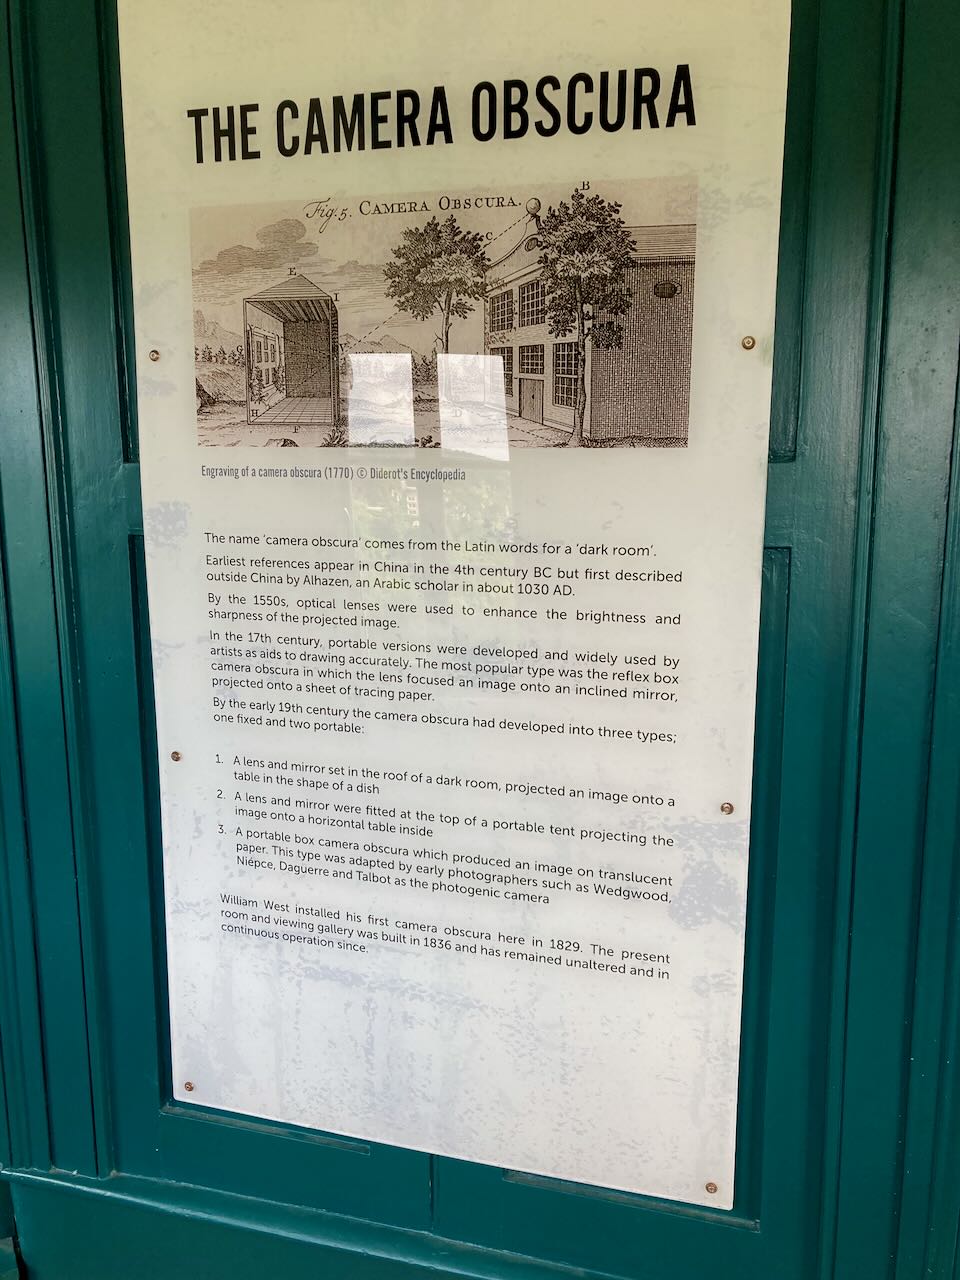 THE CAMERA OBSCURA
Fig. 5. CAMERA OBSCURA.
B
C
E
I
G
H
F
D
Engraving of a camera obscura (1770) © Diderot's Encyclopedia
The name 'camera obscura' comes from the Latin words for a 'dark room'.
Earliest references appear in China in the 4th century BC but first described
outside China by Alhazen, an Arabic scholar in about 1030 AD.
By the 1550s, optical lenses were used to enhance the brightness and
sharpness of the projected image.
In the 17th century, portable versions were developed and widely used by
artists as aids to drawing accurately. The most popular type was the reflex box
camera obscura in which the lens focused an image onto an inclined mirror,
projected onto a sheet of tracing paper.
By the early 19th century the camera obscura had developed into three types;
one fixed and two portable:
1. A lens and mirror set in the roof of a dark room, projected an image onto a
table in the shape of a dish
2. A lens and mirror were fitted at the top of a portable tent projecting the
image onto a horizontal table inside
3. A portable box camera obscura which produced an image on translucent
paper. This type was adapted by early photographers such as Wedgwood,
Niépce, Daguerre and Talbot as the photogenic camera
William West installed his first camera obscura here in 1829. The present
room and viewing gallery was built in 1836 and has remained unaltered and in
continuous operation since.